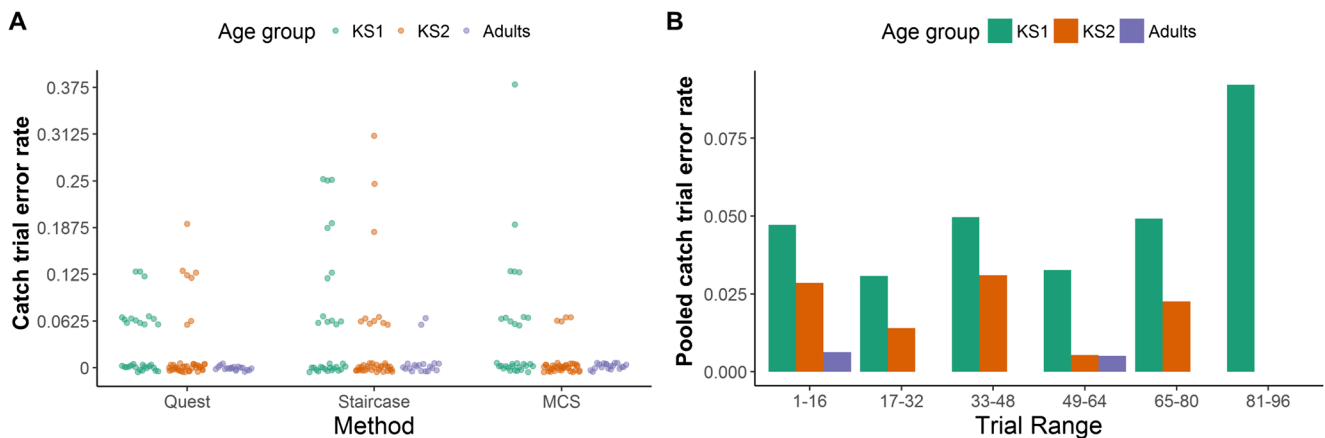 A
Age group KS1 KS2 Adults
Catch trial error rate
0.375
0.3125
0.25
0.1875
0.125
0.0625
0
Quest Staircase MCS
Method
B
Age group KS1 KS2 Adults
Pooled catch trial error rate
0.075
0.050
0.025
0.000
1-16 17-32 33-48 49-64 65-80 81-96
Trial Range